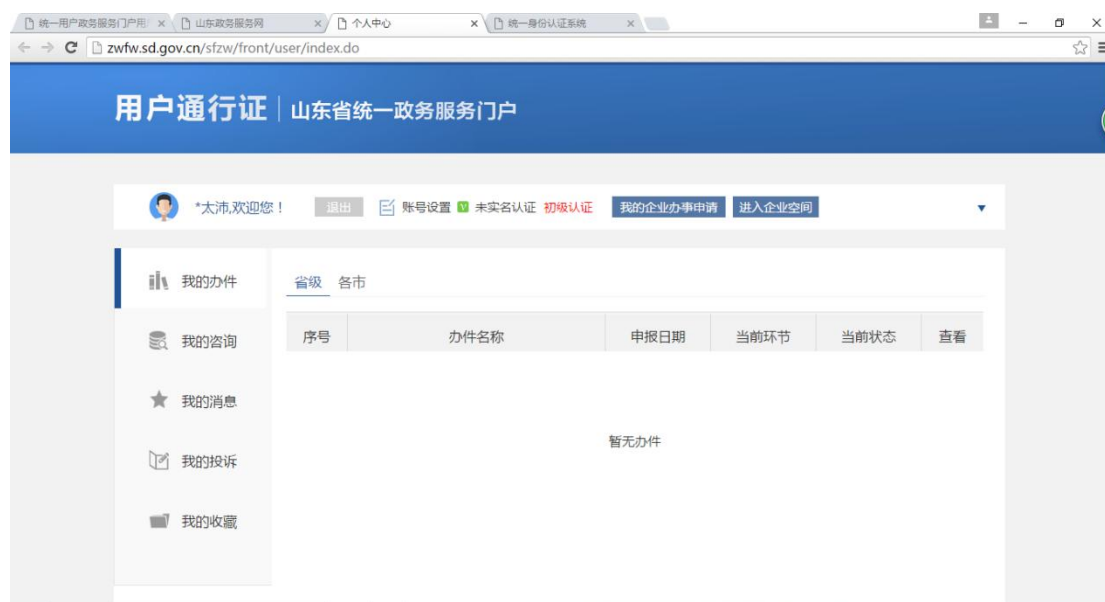 统一用户政务服务门户用 山东政务服务网 个人中心 统一身份认证系统
zwfw.sd.gov.cn/sfzw/front/user/index.do
用户通行证 山东省统一政务服务门户
*太沛,欢迎您！ 退出 账号设置 未实名认证 初级认证 我的企业办事申请 进入企业空间
我的办件
省级 各市
序号 办件名称 申报日期 当前环节 当前状态 查看
我的咨询
我的消息
暂无办件
我的投诉
我的收藏